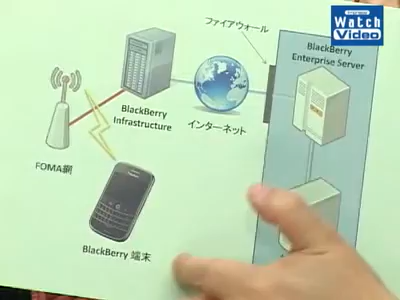 Impress
Watch
Video
ファイアウォール
BlackBerry
Enterprise Server
BlackBerry
Infrastructure
インターネット
FOMA網
BlackBerry 端末